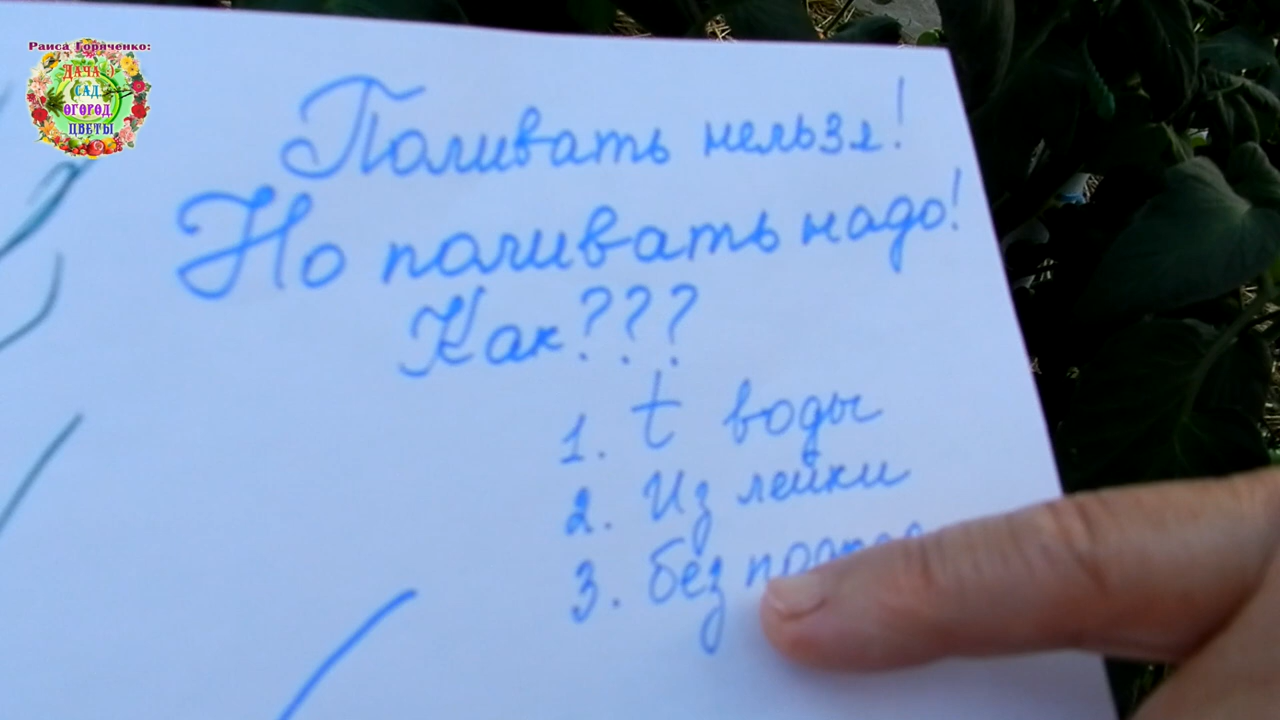 Раиса Горяченко:
ДАЧА
САД
ОГОРОД
ЦВЕТЫ
Поливать нельзя!
Но поливать надо!
Как???
1. t воды
2. Из лейки
3. без